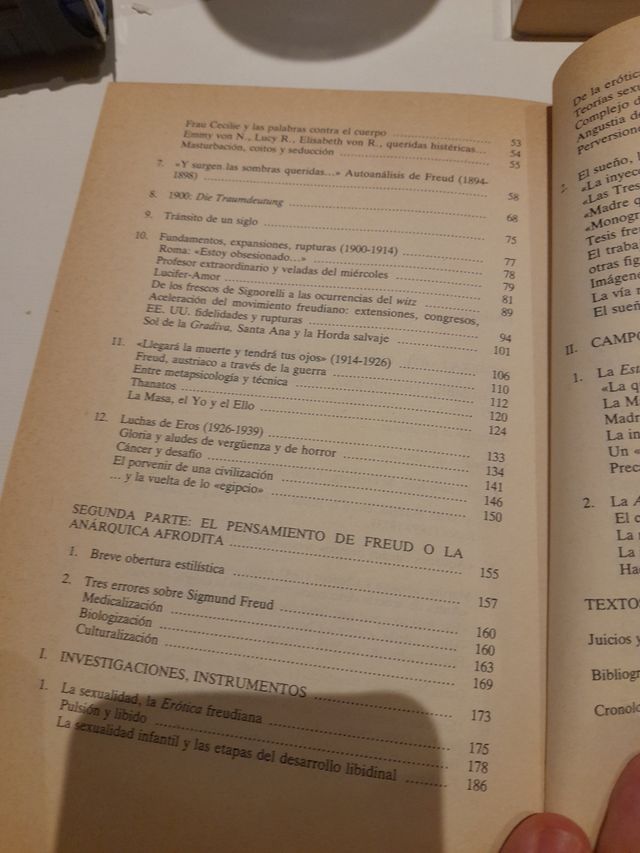 Frau Cecilie y las palabras contra el cuerpo 53
Emmy von N., Lucy R., Elisabeth von R., queridas histéricas... 54
Masturbación, coitos y seducción 55
7. «Y surgen las sombras queridas...» Autoanálisis de Freud (1894-
1898) 58
8. 1900: Die Traumdeutung 68
9. Tránsito de un siglo 75
10. Fundamentos, expansiones, rupturas (1900-1914) 77
Roma: «Estoy obsesionado...» 78
Profesor extraordinario y veladas del miércoles 79
Lucifer-Amor 81
De los frescos de Signorelli a las ocurrencias del witz 89
Aceleración del movimiento freudiano: extensiones, congresos,
EE. UU. fidelidades y rupturas 94
Sol de la Gradiva, Santa Ana y la Horda salvaje 101
11. «Llegará la muerte y tendrá tus ojos» (1914-1926) 106
Freud, austriaco a través de la guerra 110
Entre metapsicología y técnica 112
Thanatos 120
La Masa, el Yo y el Ello 124
12. Luchas de Eros (1926-1939) 133
Gloria y aludes de vergüenza y de horror 134
Cáncer y desafío 141
El porvenir de una civilización 146
... y la vuelta de lo «egipcio» 150
SEGUNDA PARTE: EL PENSAMIENTO DE FREUD O LA
ANÁRQUICA AFRODITA 155
1. Breve obertura estilística 157
2. Tres errores sobre Sigmund Freud 160
Medicalización 160
Biologización 163
Culturalización 169
I. INVESTIGACIONES, INSTRUMENTOS 173
1. La sexualidad, la Erótica freudiana 175
Pulsión y libido 178
La sexualidad infantil y las etapas del desarrollo libidinal 186
De la erótic
Teorías sexu
Complejo d
Angustia de
Perversione
El sueño, l
«La inyec
«Las Tres
«Madre q
«Monogr
Tesis fre
El traba
otras fig
Imágen
La vía r
El sueñ
II. CAMPO
1. La Est
«La q
La M
Madr
La in
Un «
Prec
2. La A
El c
La
La
Ha
TEXTO
Juicios y
Bibliogr
Cronolo